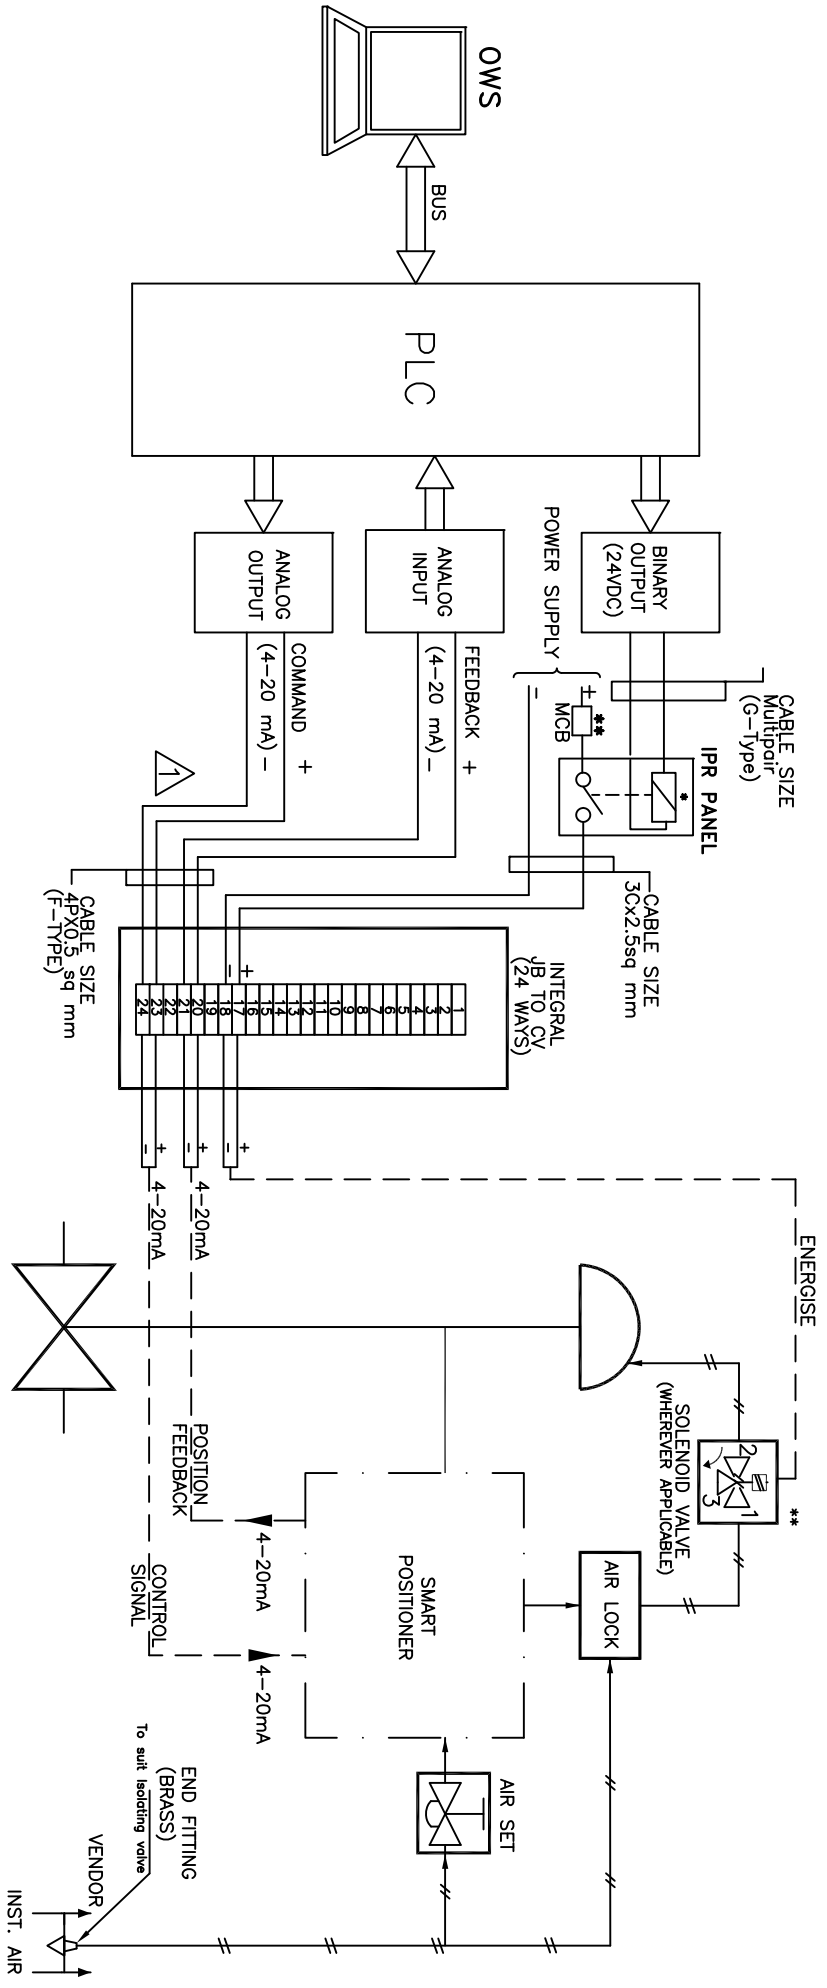 OWS
BUS
PLC
BINARY
OUTPUT
(24VDC)
ANALOG
INPUT
ANALOG
OUTPUT
POWER SUPPLY
+
-
**
MCB
CABLE SIZE
Multipair
(G-Type)
IPR PANEL
*
FEEDBACK +
(4-20 mA) -
COMMAND +
(4-20 mA) -
1
CABLE SIZE
3Cx2.5sq mm
CABLE SIZE
4PX0.5 sq mm
(F-TYPE)
INTEGRAL
JB TO CV
(24 WAYS)
+
-
1
2
3
4
5
6
7
8
9
10
11
12
13
14
15
16
17
18
19
20
21
22
23
24
+
-
+
-
+
-
4-20mA
4-20mA
ENERGISE
SOLENOID VALVE
(WHEREVER APPLICABLE)
2
1
3
**
AIR LOCK
POSITION
FEEDBACK
4-20mA
CONTROL
SIGNAL
4-20mA
SMART
POSITIONER
AIR SET
END FITTING
(BRASS)
To suit Isolating valve
VENDOR
INST. AIR